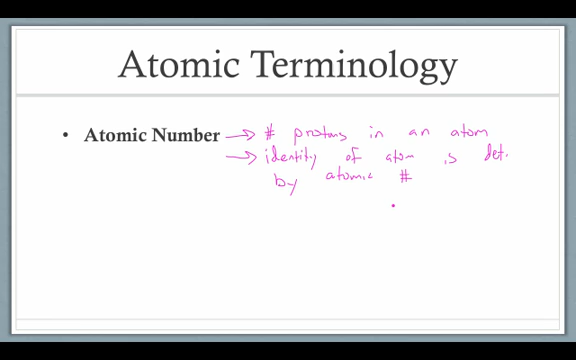 Atomic Terminology
• Atomic Number → # protons in an atom
→ identity of atom is det.
by atomic #